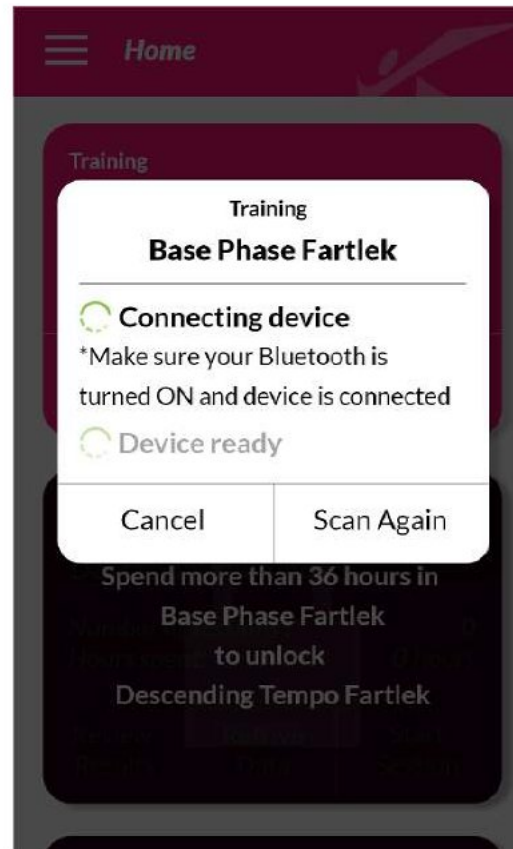 Home
Training
Training
Base Phase Fartlek
Connecting device
*Make sure your Bluetooth is
turned ON and device is connected
Device ready
Cancel
Scan Again
Spend more than 36 hours in
Base Phase Fartlek
to unlock
Descending Tempo Fartlek